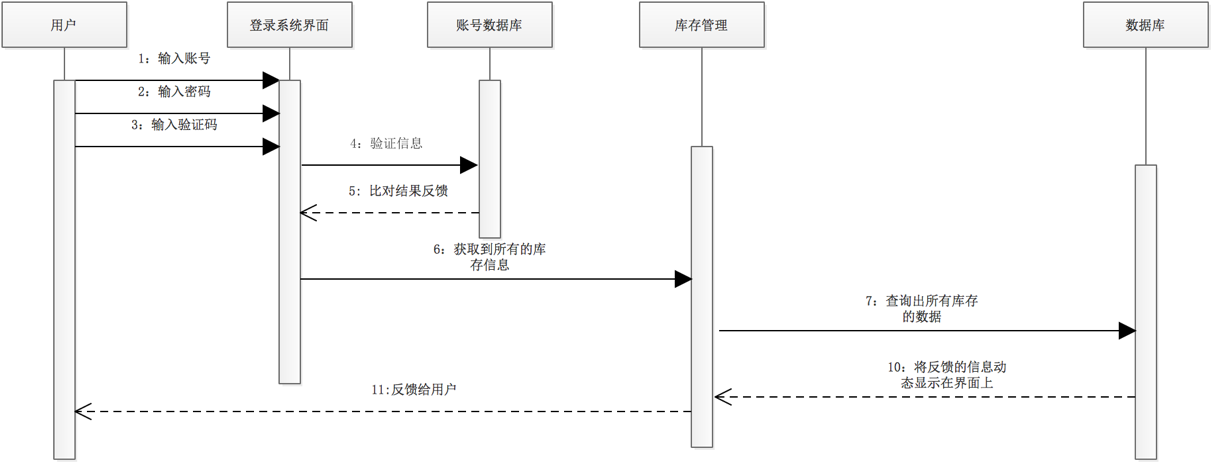 用户
登录系统界面
账号数据库
库存管理
数据库
1：输入账号
2：输入密码
3：输入验证码
4：验证信息
5：比对结果反馈
6：获取到所有的库
存信息
7：查询出所有库存
的数据
10：将反馈的信息动
态显示在界面上
11:反馈给用户